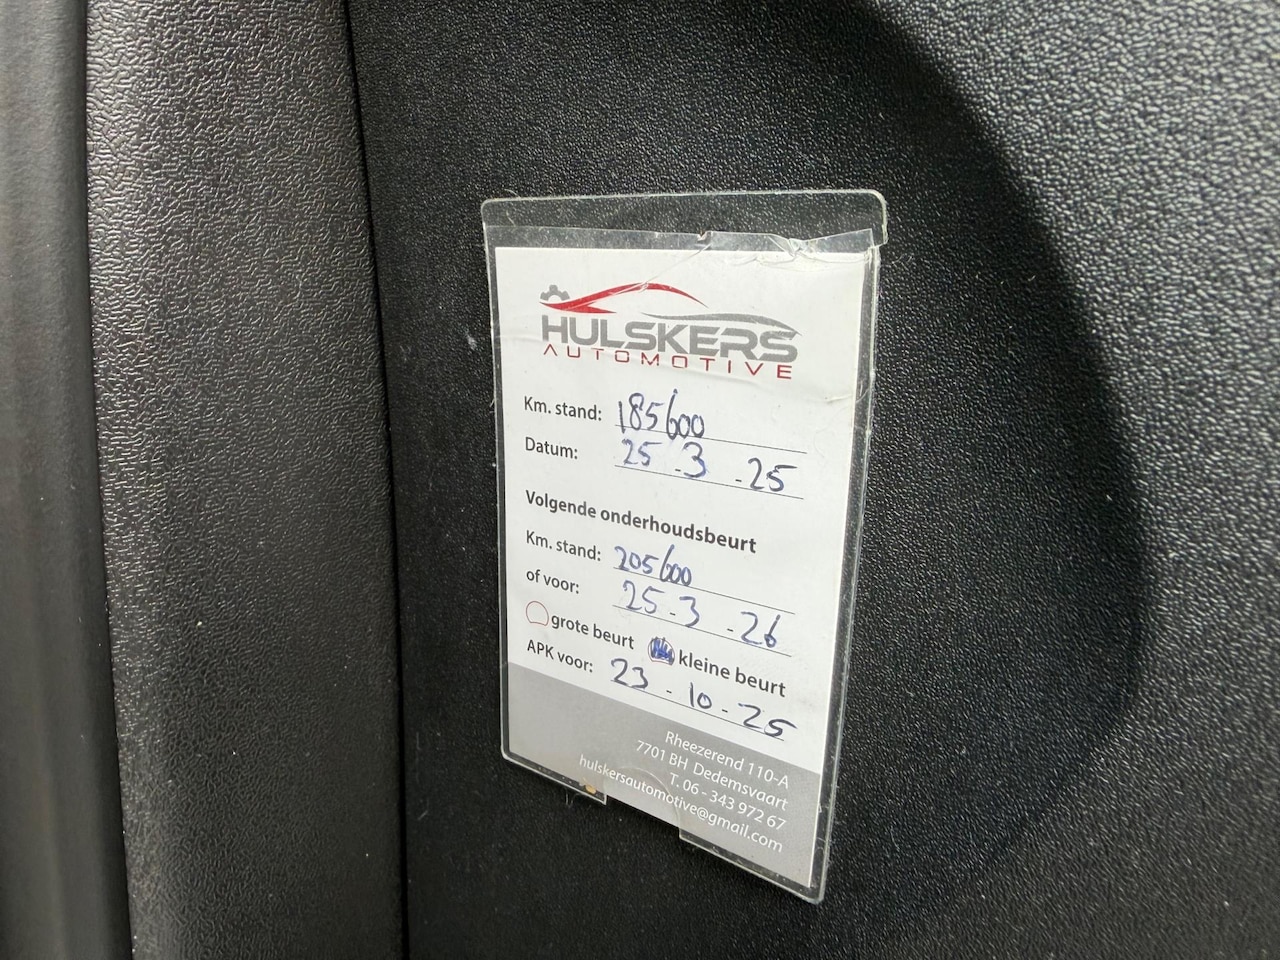 HULSKERS
AUTOMOTIVE
Km. stand: 185600
Datum: 25-3-25
Volgende onderhoudsbeurt
Km. stand: 205600
of voor: 25-3-26
grote beurt kleine beurt
APK voor: 23-10-25
Rheezerend 110-A
7701 BH Dedemsvaart
T. 06 - 343 972 67
hulskersautomotive@gmail.com